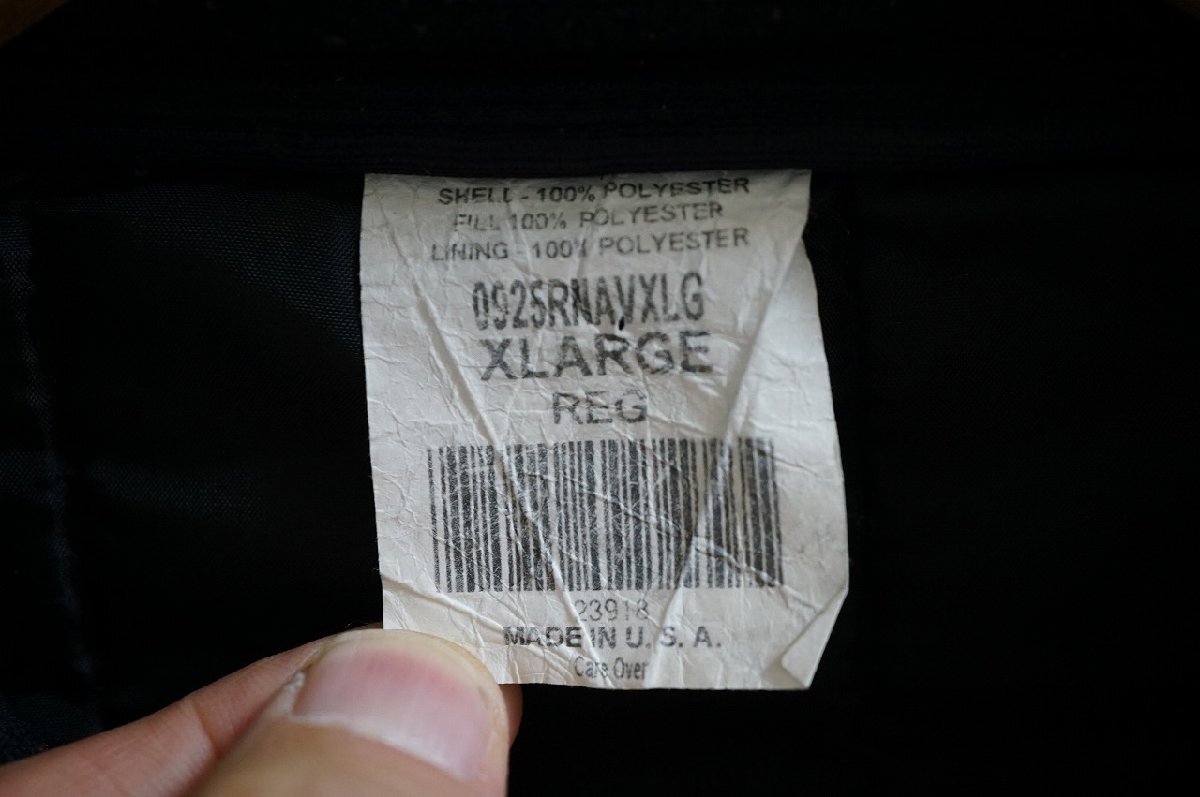 SHELL - 100% POLYESTER
FILL 100% POLYESTER
LINING - 100% POLYESTER
0925RNAVXLG
XLARGE
REG
23918
MADE IN U. S. A.
Care Over